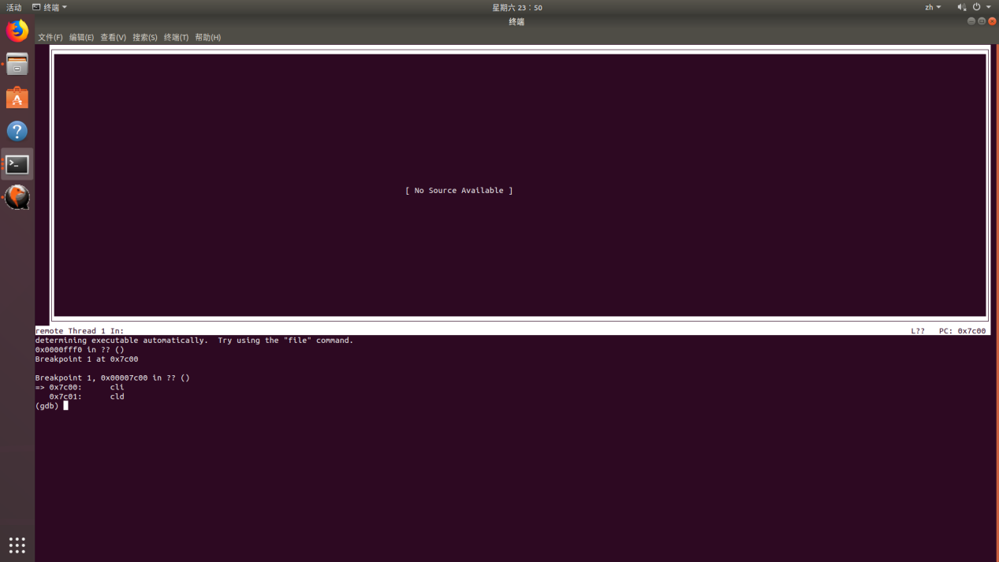 活动 终端 星期六 23：50 zh
终端
文件(F) 编辑(E) 查看(V) 搜索(S) 终端(T) 帮助(H)
[ No Source Available ]
remote Thread 1 In: L?? PC: 0x7c00
determining executable automatically.  Try using the "file" command.
0x0000fff0 in ?? ()
Breakpoint 1 at 0x7c00
Breakpoint 1, 0x00007c00 in ?? ()
=> 0x7c00:      cli
   0x7c01:      cld
(gdb)